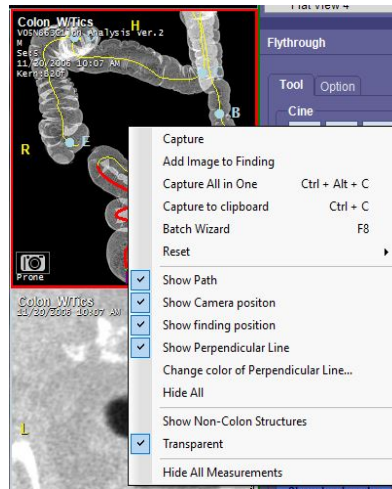 Flat View 4
Colon_W/Tics
H
M
11/20/2006 10:07 AM
C
Flythrough
Tool
Option
Cine
B
R
E
Prone
Capture
Add Image to Finding
Capture All in One Ctrl + Alt + C
Capture to clipboard Ctrl + C
Batch Wizard F8
Reset
Show Path
Show Camera positon
Show finding position
Show Perpendicular Line
Change color of Perpendicular Line...
Hide All
Show Non-Colon Structures
Transparent
Hide All Measurements
Colon_W/Tics
11/20/2006 10:07 AM
L